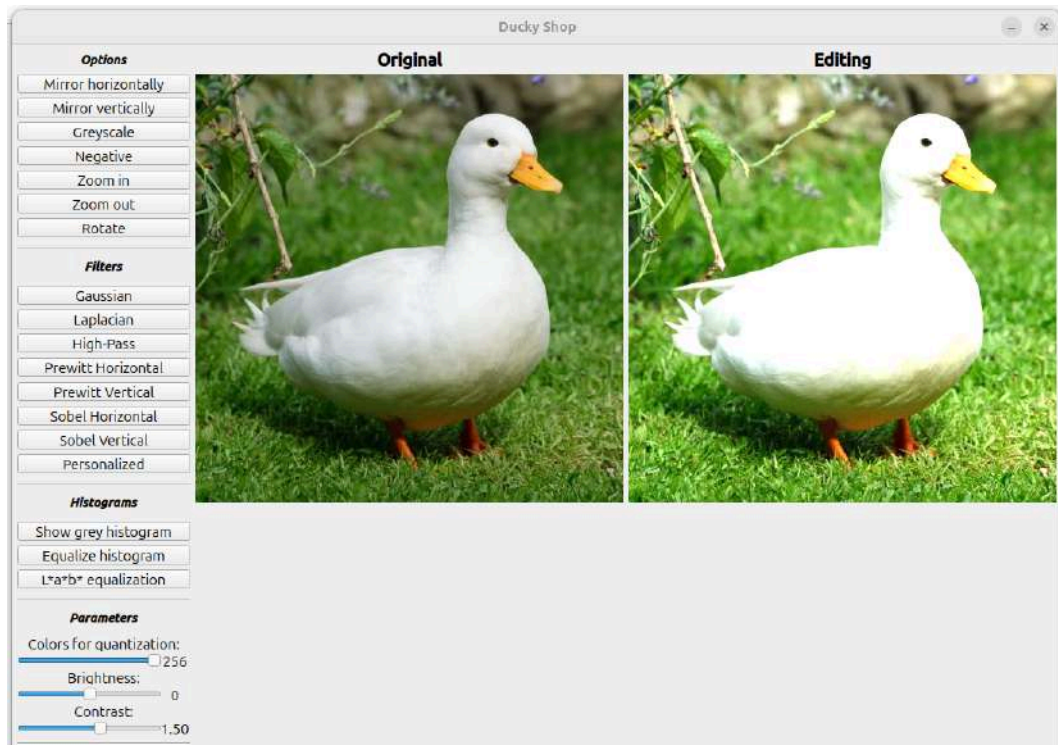 Ducky Shop
Options
Mirror horizontally
Mirror vertically
Greyscale
Negative
Zoom in
Zoom out
Rotate
Filters
Gaussian
Laplacian
High-Pass
Prewitt Horizontal
Prewitt Vertical
Sobel Horizontal
Sobel Vertical
Personalized
Histograms
Show grey histogram
Equalize histogram
L*a*b* equalization
Parameters
Colors for quantization:
256
Brightness:
0
Contrast:
1.50
Original
Editing